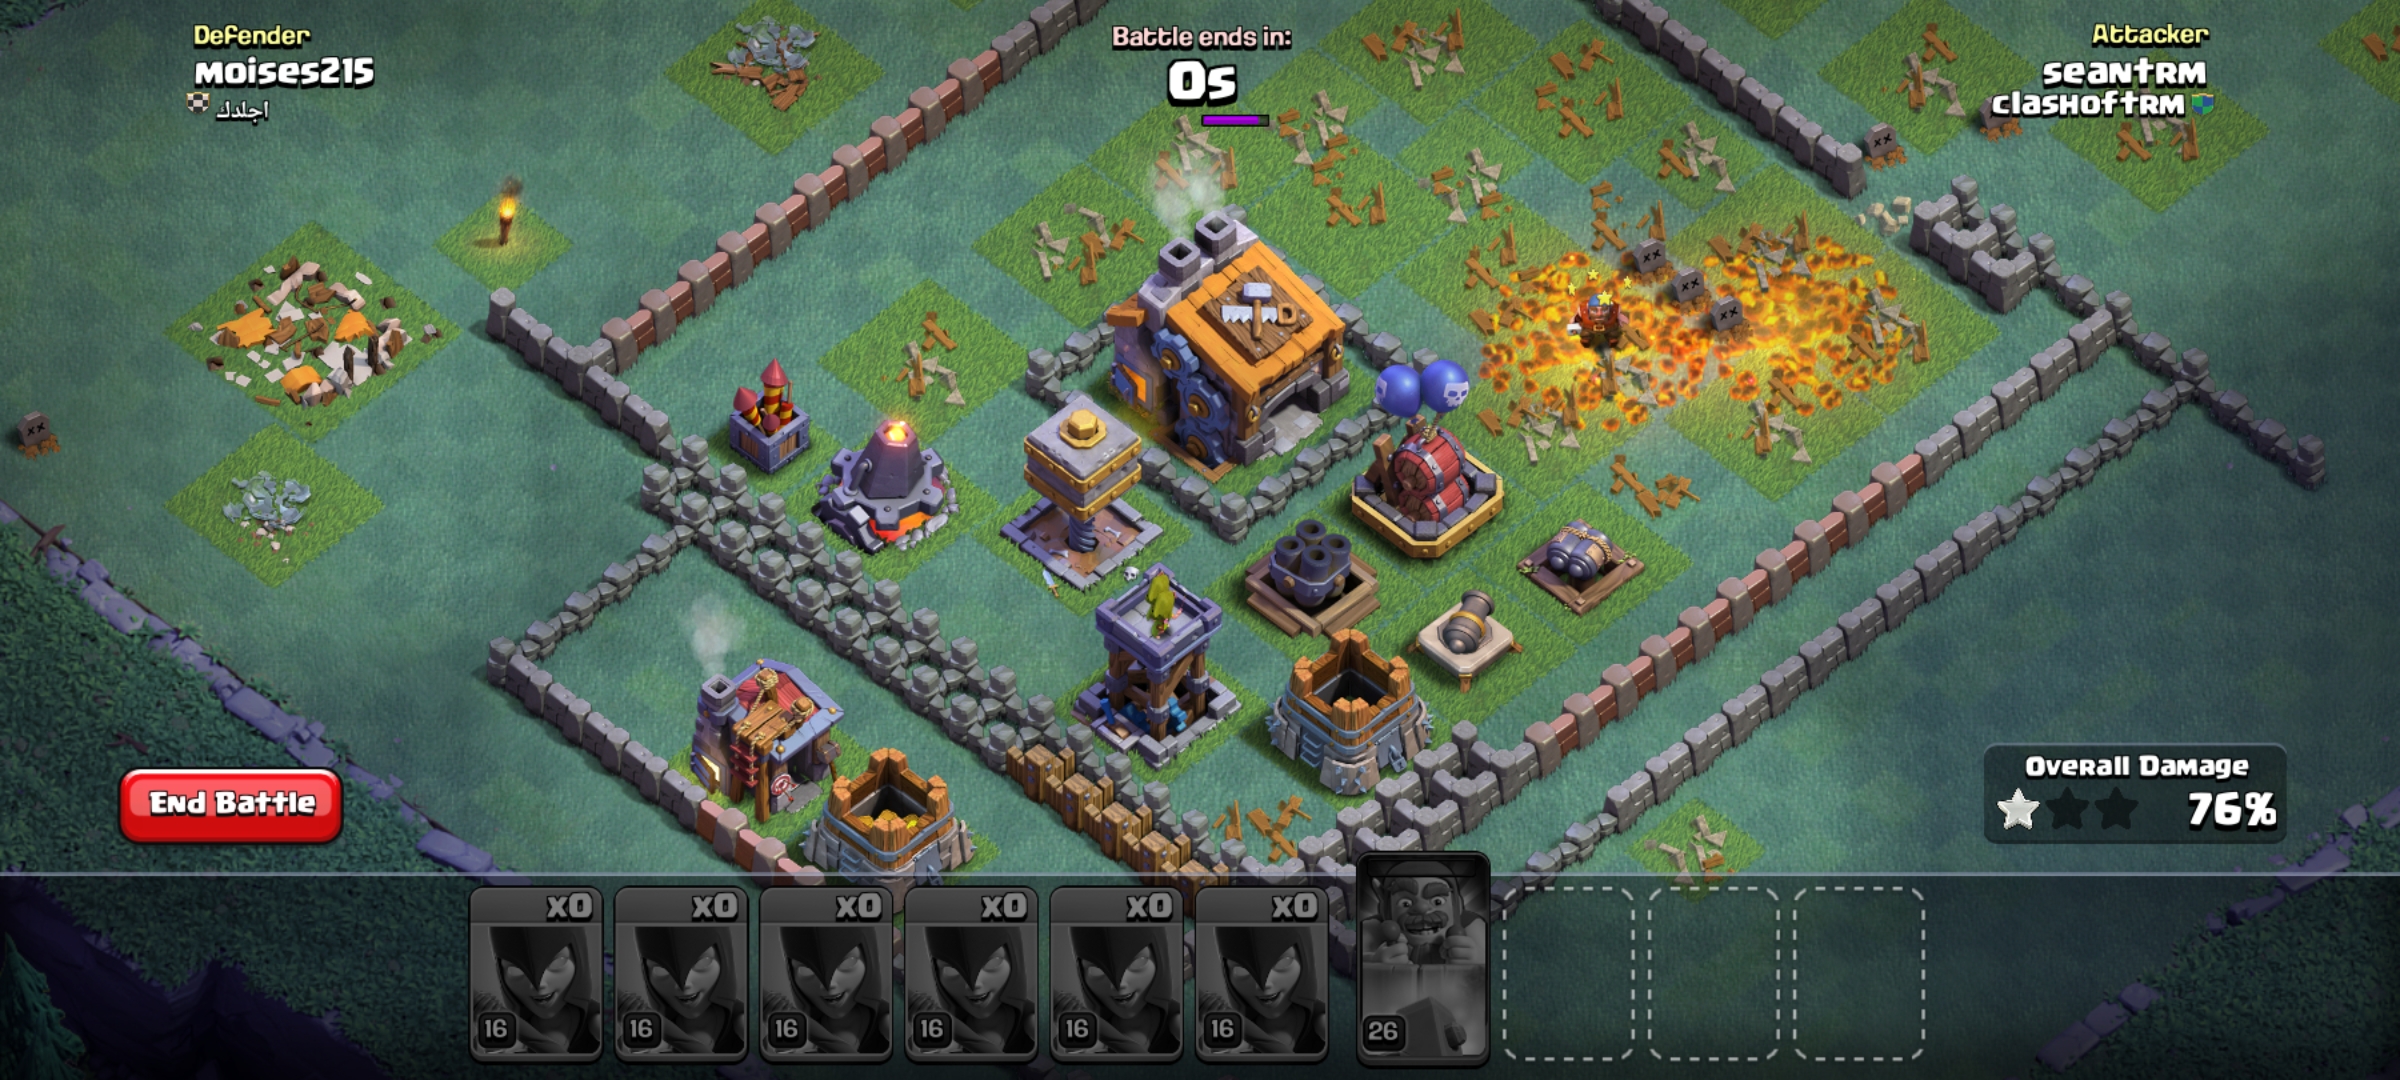 Defender
moises215
اجلدك
Battle ends in:
0s
Attacker
seantRM
clashoftRM
End Battle
Overall Damage
76%
x0
x0
x0
x0
x0
x0
16
16
16
16
16
16
26